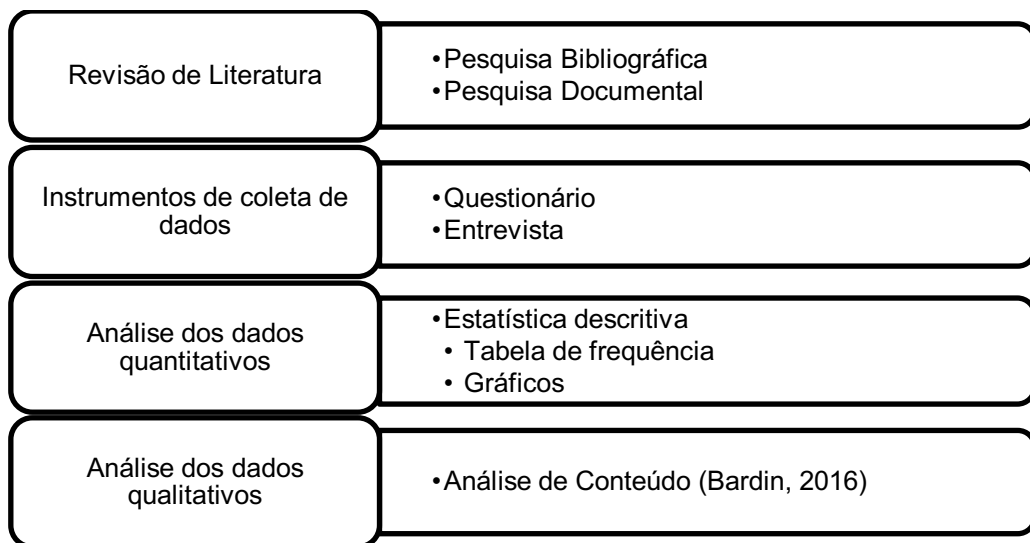 Revisão de Literatura
•Pesquisa Bibliográfica
•Pesquisa Documental
Instrumentos de coleta de
dados
•Questionário
•Entrevista
Análise dos dados
quantitativos
•Estatística descritiva
• Tabela de frequência
• Gráficos
Análise dos dados
qualitativos
•Análise de Conteúdo (Bardin, 2016)